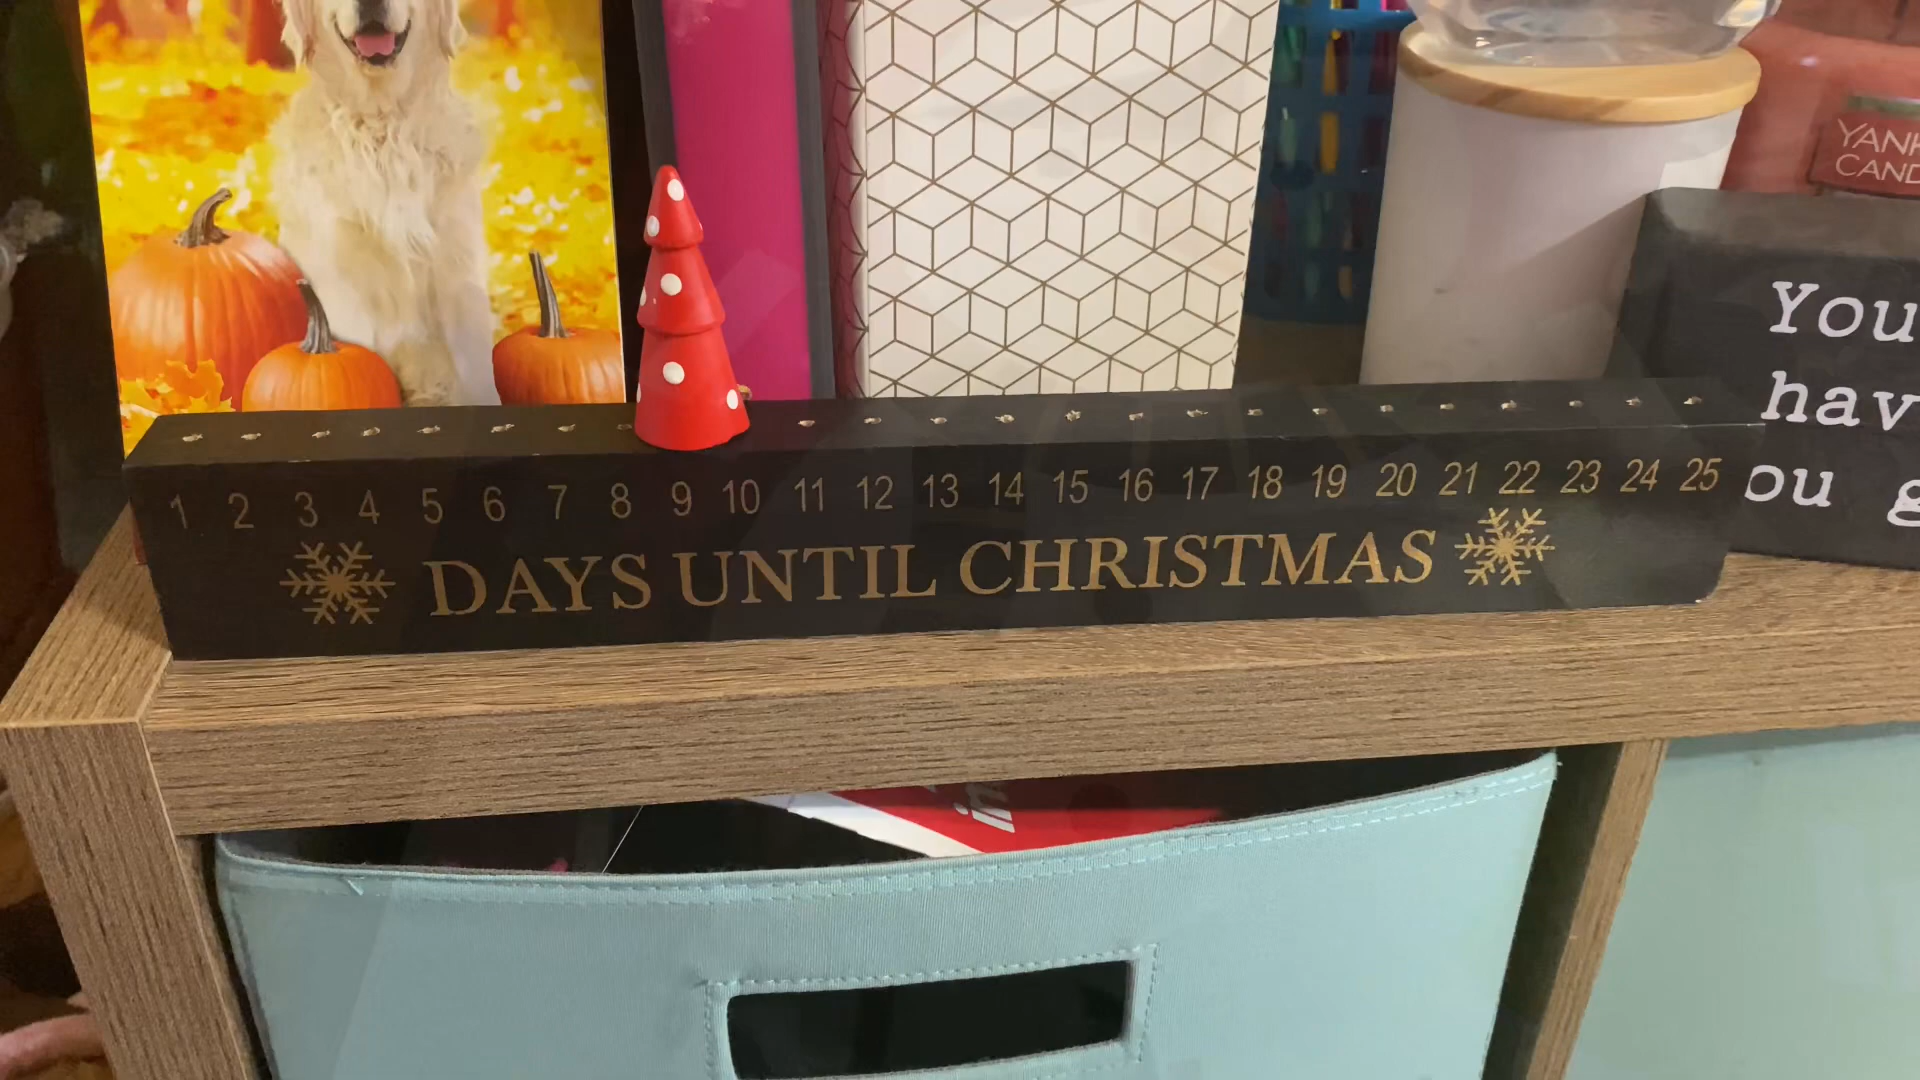 YANK
CAND
You
hav
ou g
1 2 3 4 5 6 7 8 9 10 11 12 13 14 15 16 17 18 19 20 21 22 23 24 25
DAYS UNTIL CHRISTMAS